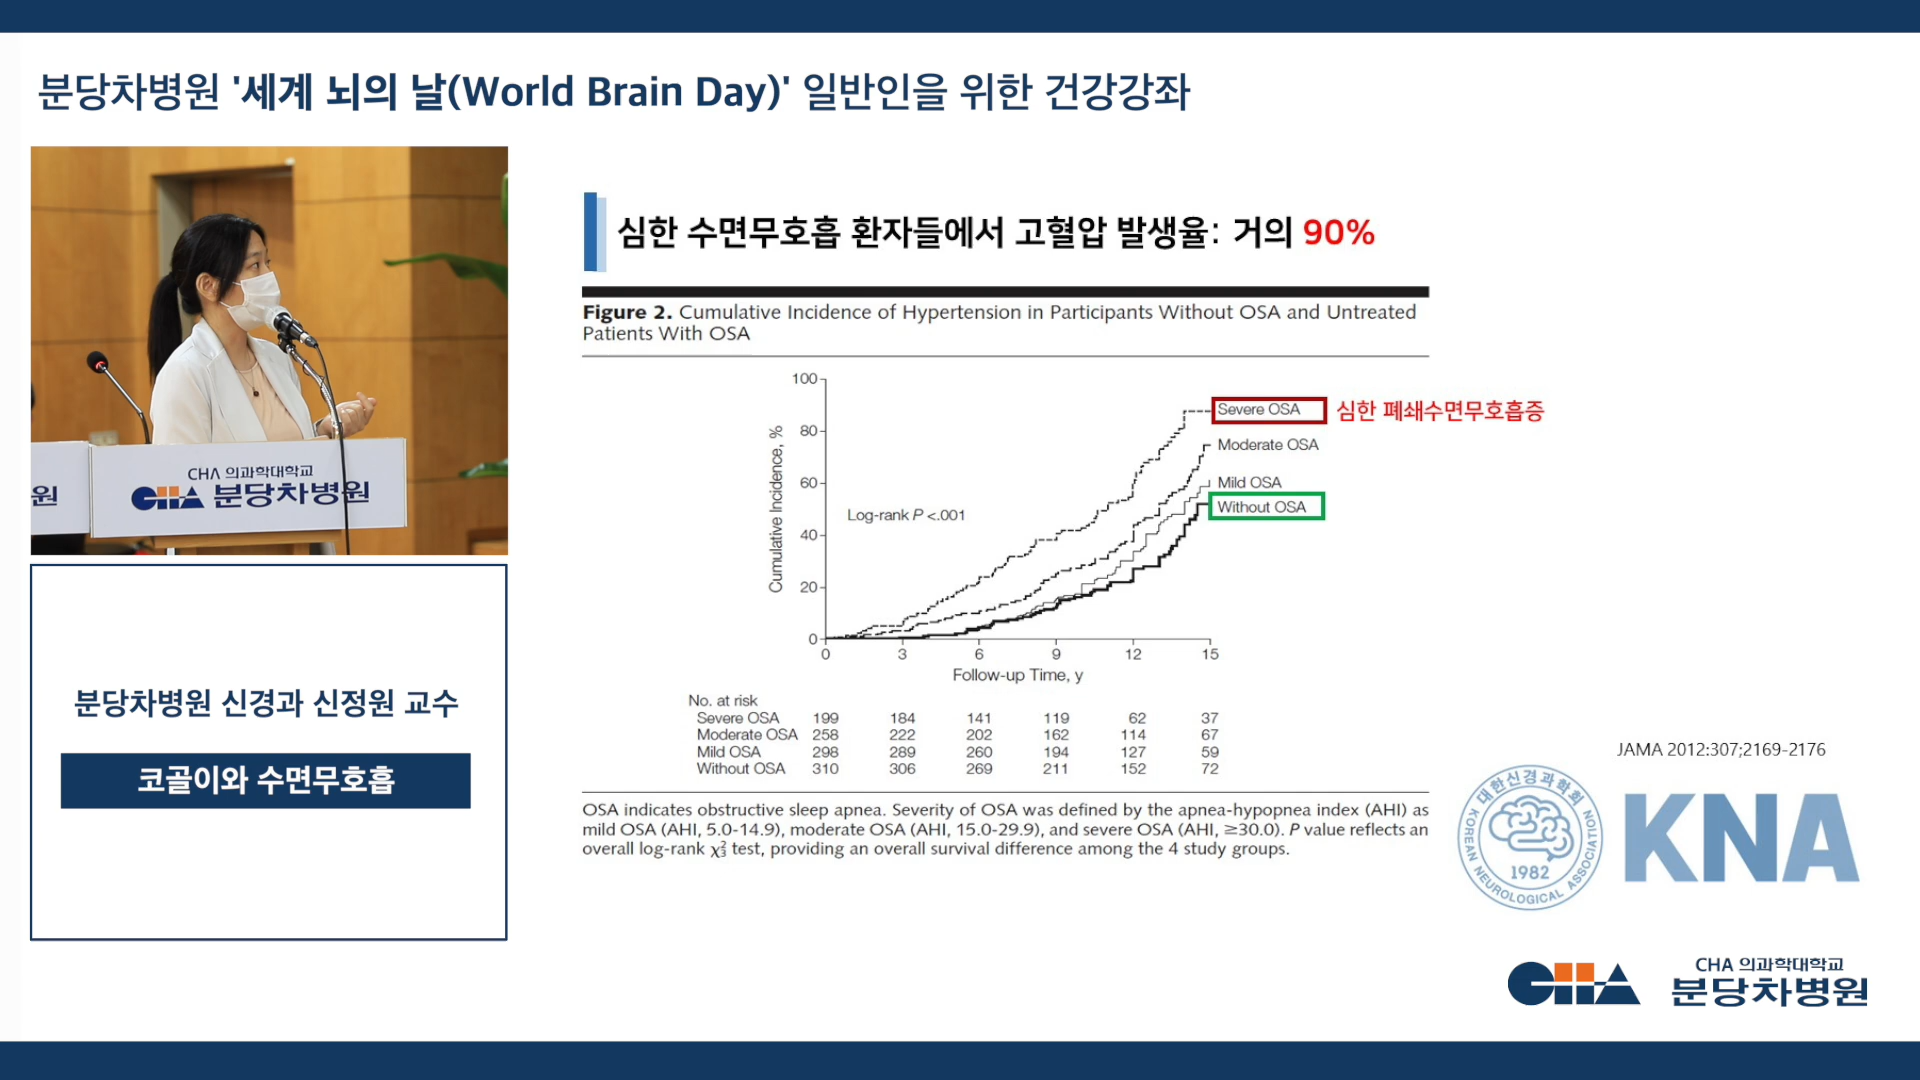 분당차병원 '세계 뇌의 날(World Brain Day)' 일반인을 위한 건강강좌
CHA 의과학대학교
분당차병원
원
분당차병원 신경과 신정원 교수
코골이와 수면무호흡
심한 수면무호흡 환자들에서 고혈압 발생율: 거의 90%
Figure 2. Cumulative Incidence of Hypertension in Participants Without OSA and Untreated
Patients With OSA
Cumulative Incidence, %
100
80
60
40
20
0
Log-rank P <.001
Severe OSA 심한 폐쇄수면무호흡증
Moderate OSA
Mild OSA
Without OSA
0 3 6 9 12 15
Follow-up Time, y
No. at risk
Severe OSA 199 184 141 119 62 37
Moderate OSA 258 222 202 162 114 67
Mild OSA 298 289 260 194 127 59
Without OSA 310 306 269 211 152 72
OSA indicates obstructive sleep apnea. Severity of OSA was defined by the apnea-hypopnea index (AHI) as
mild OSA (AHI, 5.0-14.9), moderate OSA (AHI, 15.0-29.9), and severe OSA (AHI, ≥30.0). P value reflects an
overall log-rank χ²₃ test, providing an overall survival difference among the 4 study groups.
JAMA 2012:307;2169-2176
대한신경과학회
KOREAN NEUROLOGICAL ASSOCIATION
1982
KNA
CHA
CHA 의과학대학교
분당차병원